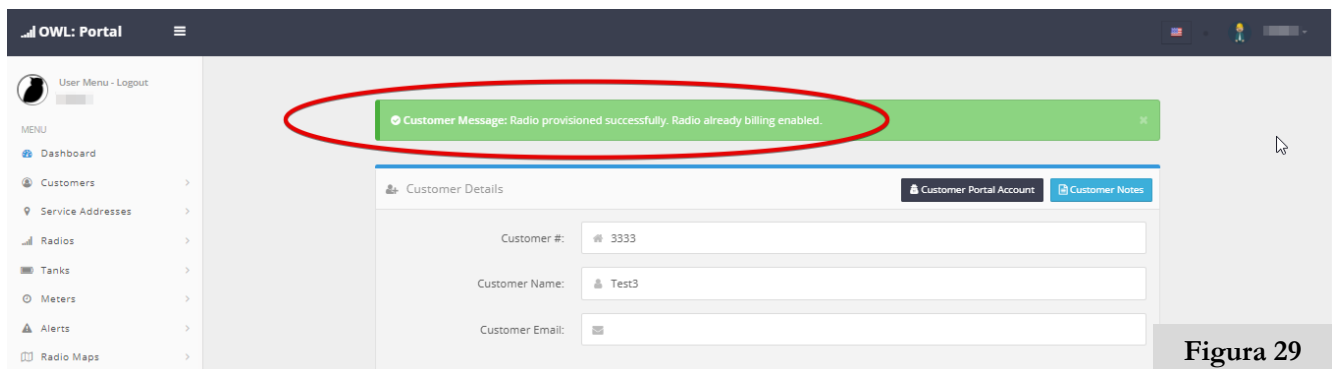 OWL: Portal
User Menu - Logout
Customer Message: Radio provisioned successfully. Radio already billing enabled.
MENU
Dashboard
Customers
Customer Details
Customer Portal Account
Customer Notes
Service Addresses
Radios
Customer #: 3333
Tanks
Customer Name: Test3
Meters
Alerts
Customer Email:
Radio Maps
Figura 29